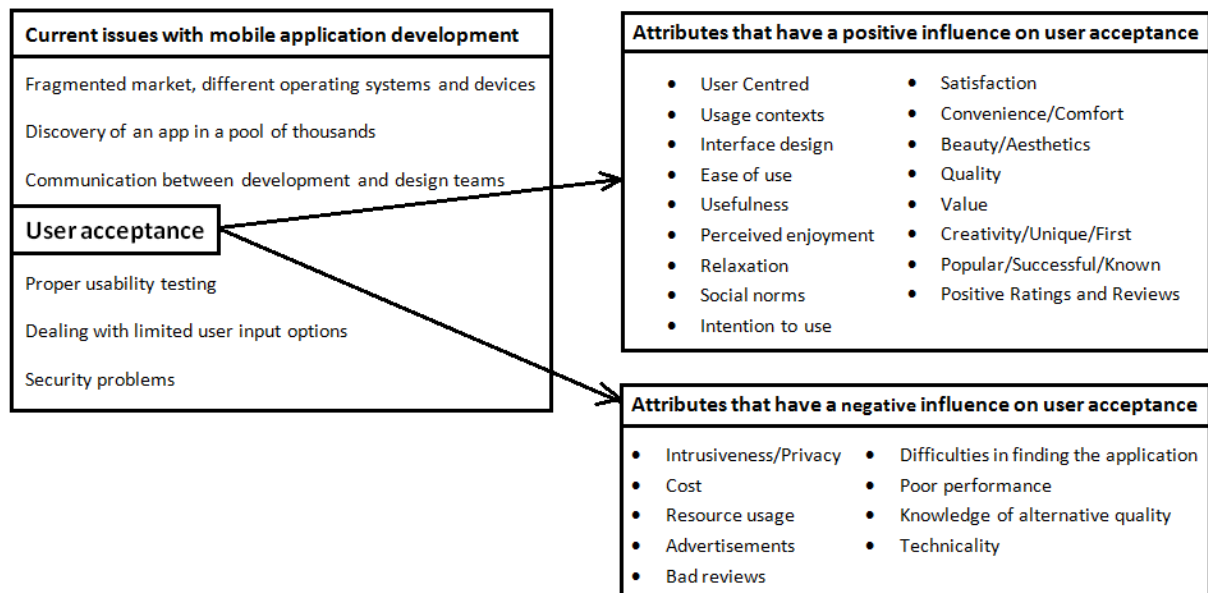 Current issues with mobile application development
Fragmented market, different operating systems and devices
Discovery of an app in a pool of thousands
Communication between development and design teams
User acceptance
Proper usability testing
Dealing with limited user input options
Security problems
Attributes that have a positive influence on user acceptance
User Centred
Usage contexts
Interface design
Ease of use
Usefulness
Perceived enjoyment
Relaxation
Social norms
Intention to use
Satisfaction
Convenience/Comfort
Beauty/Aesthetics
Quality
Value
Creativity/Unique/First
Popular/Successful/Known
Positive Ratings and Reviews
Attributes that have a negative influence on user acceptance
Intrusiveness/Privacy
Cost
Resource usage
Advertisements
Bad reviews
Difficulties in finding the application
Poor performance
Knowledge of alternative quality
Technicality